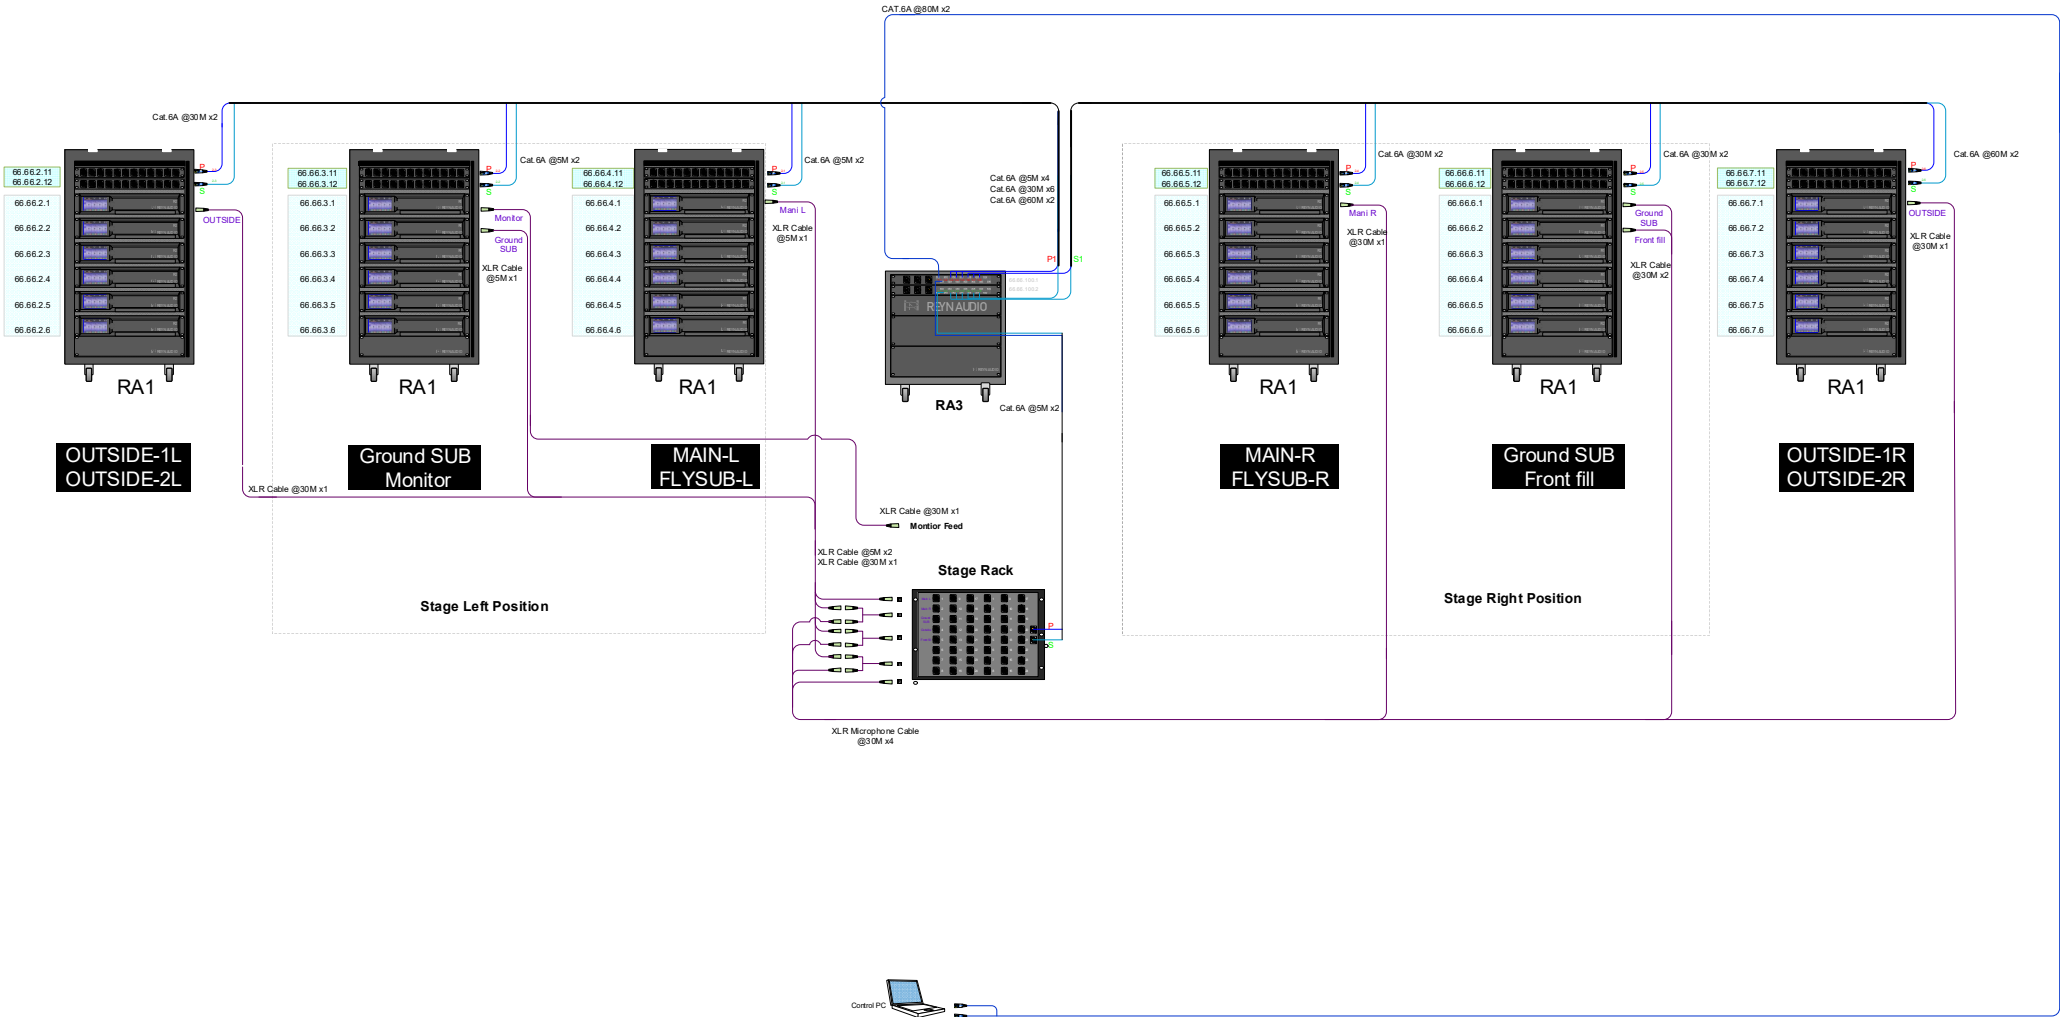 CAT.6A @80M x2
Cat.6A @30M x2
66.66.2.11
66.66.2.12
66.66.2.1
66.66.2.2
66.66.2.3
66.66.2.4
66.66.2.5
66.66.2.6
P
S
OUTSIDE
RA1
OUTSIDE-1L
OUTSIDE-2L
XLR Cable @30M x1
Cat.6A @5M x2
66.66.3.11
66.66.3.12
66.66.3.1
66.66.3.2
66.66.3.3
66.66.3.4
66.66.3.5
66.66.3.6
P
S
Monitor
Ground
SUB
XLR Cable
@5M x1
RA1
Ground SUB
Monitor
Cat.6A @5M x2
66.66.4.11
66.66.4.12
66.66.4.1
66.66.4.2
66.66.4.3
66.66.4.4
66.66.4.5
66.66.4.6
P
S
Mani L
XLR Cable
@5M x1
RA1
MAIN-L
FLYSUB-L
Stage Left Position
Cat.6A @5M x4
Cat.6A @30M x6
Cat.6A @60M x2
P1
S1
REYNAUDIO
RA3
Cat.6A @5M x2
XLR Cable @30M x1
Montior Feed
XLR Cable @5M x2
XLR Cable @30M x1
Stage Rack
P
S
XLR Microphone Cable
@30M x4
Cat.6A @30M x2
66.66.5.11
66.66.5.12
66.66.5.1
66.66.5.2
66.66.5.3
66.66.5.4
66.66.5.5
66.66.5.6
P
S
Mani R
XLR Cable
@30M x1
RA1
MAIN-R
FLYSUB-R
Cat.6A @30M x2
66.66.6.11
66.66.6.12
66.66.6.1
66.66.6.2
66.66.6.3
66.66.6.4
66.66.6.5
66.66.6.6
P
S
Ground
SUB
Front fill
XLR Cable
@30M x2
RA1
Ground SUB
Front fill
Stage Right Position
Cat.6A @60M x2
66.66.7.11
66.66.7.12
66.66.7.1
66.66.7.2
66.66.7.3
66.66.7.4
66.66.7.5
66.66.7.6
P
S
OUTSIDE
XLR Cable
@30M x1
RA1
OUTSIDE-1R
OUTSIDE-2R
Control PC